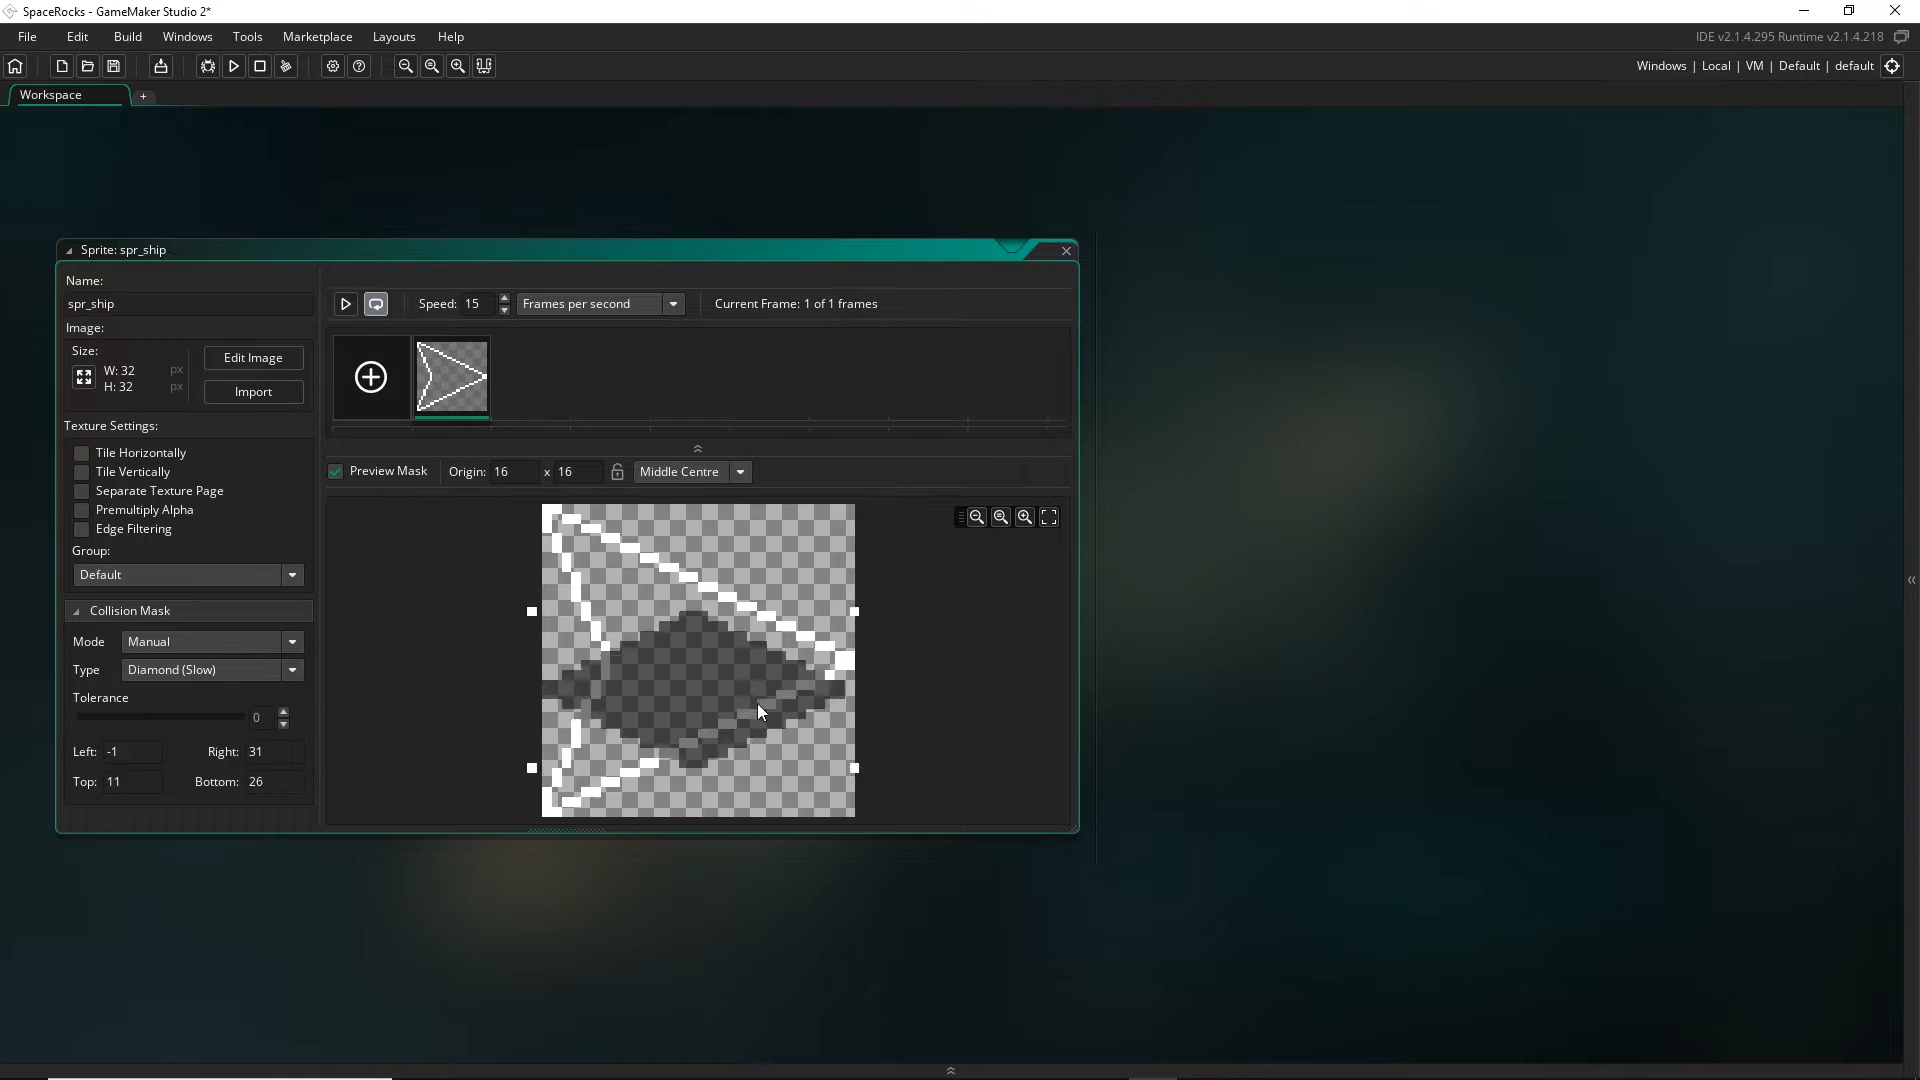 SpaceRocks - GameMaker Studio 2*
File Edit Build Windows Tools Marketplace Layouts Help
IDE v2.1.4.295 Runtime v2.1.4.218
Windows | Local | VM | Default | default
Workspace +
Sprite: spr_ship
Name:
spr_ship
Image:
Size:
W: 32 px
H: 32 px
Edit Image
Import
Texture Settings:
Tile Horizontally
Tile Vertically
Separate Texture Page
Premultiply Alpha
Edge Filtering
Group:
Default
Collision Mask
Mode Manual
Type Diamond (Slow)
Tolerance
0
Left: -1 Right: 31
Top: 11 Bottom: 26
Speed: 15 Frames per second Current Frame: 1 of 1 frames
Preview Mask Origin: 16 x 16 Middle Centre